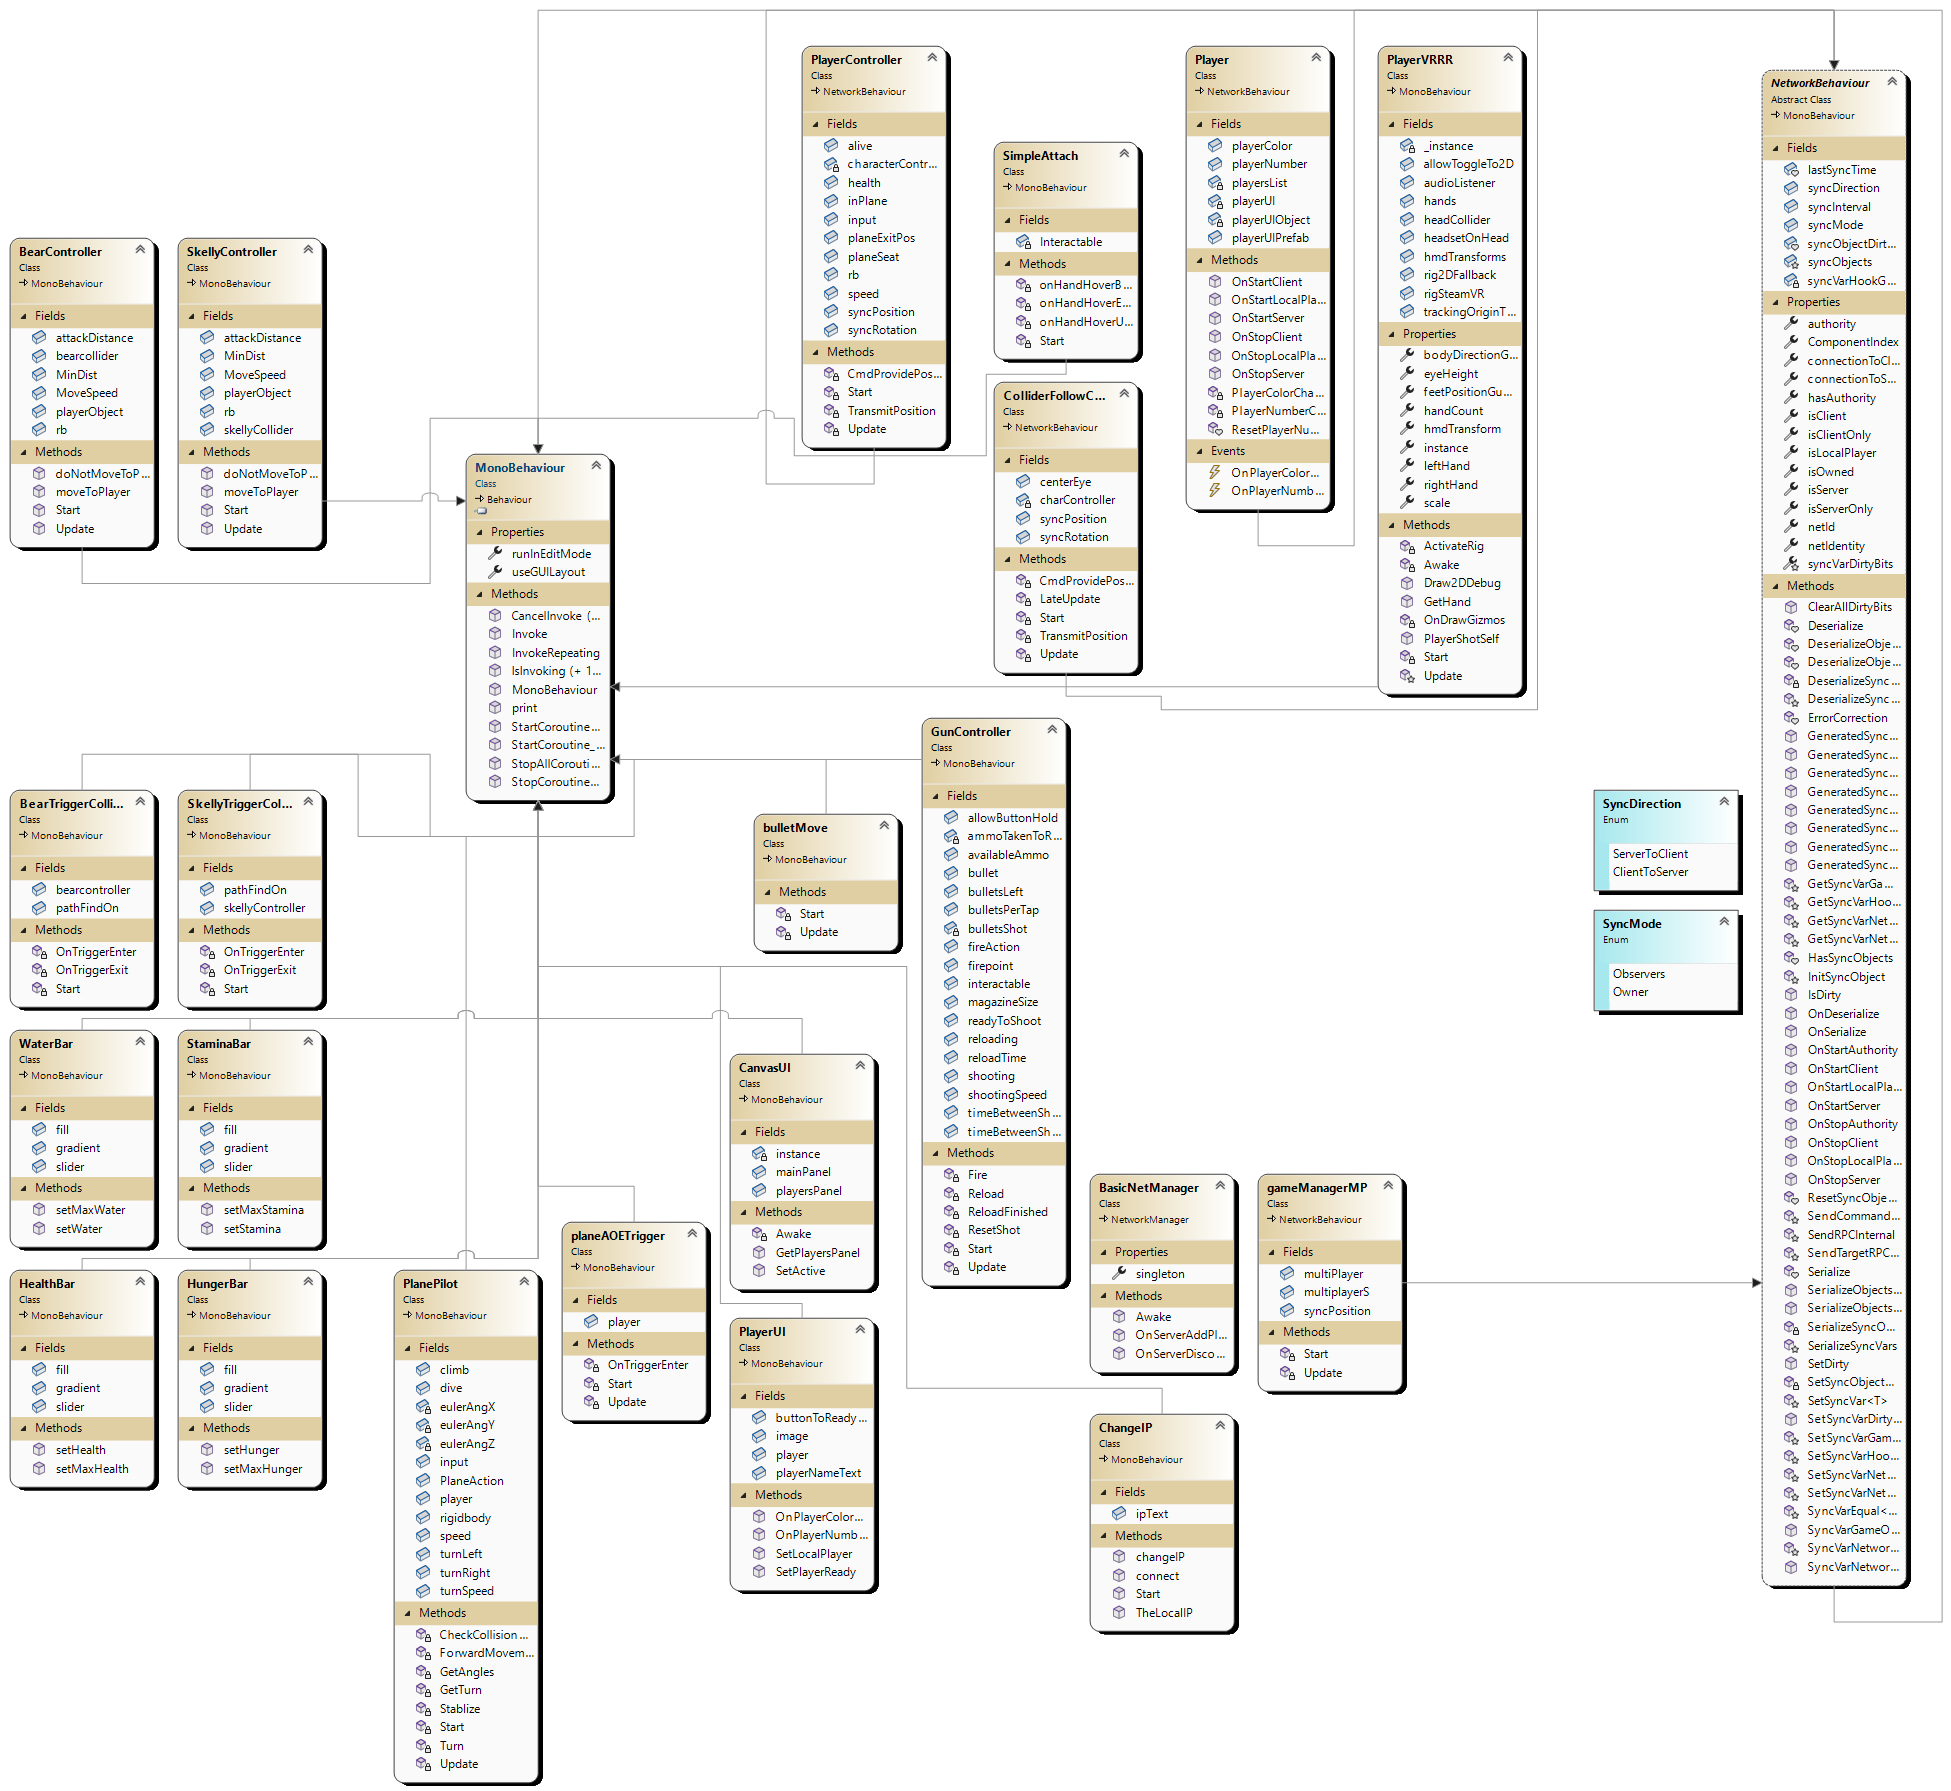 PlayerController
Class
NetworkBehaviour
Fields
alive
characterContr...
health
inPlane
input
planeExitPos
planeSeat
rb
speed
syncPosition
syncRotation
Methods
CmdProvidePos...
Start
TransmitPosition
Update
Player
Class
NetworkBehaviour
Fields
playerColor
playerNumber
playersList
playerUI
playerUIObject
playerUIPrefab
Methods
OnStartClient
OnStartLocalPla...
OnStartServer
OnStopClient
OnStopLocalPla...
OnStopServer
PlayerColorCha...
PlayerNumberC...
ResetPlayerNu...
Events
OnPlayerColor...
OnPlayerNumb...
PlayerVRRR
Class
MonoBehaviour
Fields
_instance
allowToggleTo2D
audioListener
hands
headCollider
headsetOnHead
hmdTransforms
rig2DFallback
rigSteamVR
trackingOriginT...
Properties
bodyDirectionG...
eyeHeight
feetPositionGu...
handCount
hmdTransform
instance
leftHand
rightHand
scale
Methods
ActivateRig
Awake
Draw2DDebug
GetHand
OnDrawGizmos
PlayerShotSelf
Start
Update
NetworkBehaviour
Abstract Class
MonoBehaviour
Fields
lastSyncTime
syncDirection
syncInterval
syncMode
syncObjectDirt...
syncObjects
syncVarHookG...
Properties
authority
ComponentIndex
connectionToCl...
connectionToS...
hasAuthority
isClient
isClientOnly
isLocalPlayer
isOwned
isServer
isServerOnly
netId
netIdentity
syncVarDirtyBits
Methods
ClearAllDirtyBits
Deserialize
DeserializeObje...
DeserializeObje...
DeserializeSync...
DeserializeSync...
ErrorCorrection
GeneratedSync...
GeneratedSync...
GeneratedSync...
GeneratedSync...
GeneratedSync...
GeneratedSync...
GeneratedSync...
GeneratedSync...
GetSyncVarGa...
GetSyncVarHoo...
GetSyncVarNet...
GetSyncVarNet...
HasSyncObjects
InitSyncObject
IsDirty
OnDeserialize
OnSerialize
OnStartAuthority
OnStartClient
OnStartLocalPla...
OnStartServer
OnStopAuthority
OnStopClient
OnStopLocalPla...
OnStopServer
ResetSyncObje...
SendCommand...
SendRPCInternal
SendTargetRPC...
Serialize
SerializeObjects...
SerializeObjects...
SerializeSyncO...
SerializeSyncVars
SetDirty
SetSyncObject...
SetSyncVar<T>
SetSyncVarDirty...
SetSyncVarGam...
SetSyncVarHoo...
SetSyncVarNet...
SetSyncVarNet...
SyncVarEqual<...
SyncVarGameO...
SyncVarNetwor...
SyncVarNetwor...
SimpleAttach
Class
MonoBehaviour
Fields
Interactable
Methods
onHandHoverB...
onHandHoverE...
onHandHoverU...
Start
BearController
Class
MonoBehaviour
Fields
attackDistance
bearcollider
MinDist
MoveSpeed
playerObject
rb
Methods
doNotMoveToP...
moveToPlayer
Start
Update
SkellyController
Class
MonoBehaviour
Fields
attackDistance
MinDist
MoveSpeed
playerObject
rb
skellyCollider
Methods
doNotMoveToP...
moveToPlayer
Start
Update
ColliderFollowC...
Class
NetworkBehaviour
Fields
centerEye
charController
syncPosition
syncRotation
Methods
CmdProvidePos...
LateUpdate
Start
TransmitPosition
Update
MonoBehaviour
Class
Behaviour
Properties
runInEditMode
useGUILayout
Methods
CancelInvoke (...
Invoke
InvokeRepeating
IsInvoking (+ 1...
MonoBehaviour
print
StartCoroutine...
StartCoroutine_...
StopAllCorouti...
StopCoroutine...
GunController
Class
MonoBehaviour
Fields
allowButtonHold
ammoTakenToR...
availableAmmo
bullet
bulletsLeft
bulletsPerTap
bulletsShot
fireAction
firepoint
interactable
magazineSize
readyToShoot
reloading
reloadTime
shooting
shootingSpeed
timeBetweenSh...
timeBetweenSh...
Methods
Fire
Reload
ReloadFinished
ResetShot
Start
Update
BearTriggerColli...
Class
MonoBehaviour
Fields
bearcontroller
pathFindOn
Methods
OnTriggerEnter
OnTriggerExit
Start
SkellyTriggerCol...
Class
MonoBehaviour
Fields
pathFindOn
skellyController
Methods
OnTriggerEnter
OnTriggerExit
Start
bulletMove
Class
MonoBehaviour
Methods
Start
Update
SyncDirection
Enum
ServerToClient
ClientToServer
SyncMode
Enum
Observers
Owner
WaterBar
Class
MonoBehaviour
Fields
fill
gradient
slider
Methods
setMaxWater
setWater
StaminaBar
Class
MonoBehaviour
Fields
fill
gradient
slider
Methods
setMaxStamina
setStamina
CanvasUI
Class
MonoBehaviour
Fields
instance
mainPanel
playersPanel
Methods
Awake
GetPlayersPanel
SetActive
BasicNetManager
Class
NetworkManager
Properties
singleton
Methods
Awake
OnServerAddPl...
OnServerDisco...
gameManagerMP
Class
NetworkBehaviour
Fields
multiPlayer
multiplayerS
syncPosition
Methods
Start
Update
HealthBar
Class
MonoBehaviour
Fields
fill
gradient
slider
Methods
setHealth
setMaxHealth
HungerBar
Class
MonoBehaviour
Fields
fill
gradient
slider
Methods
setHunger
setMaxHunger
PlanePilot
Class
MonoBehaviour
Fields
climb
dive
eulerAngX
eulerAngY
eulerAngZ
input
PlaneAction
player
rigidbody
speed
turnLeft
turnRight
turnSpeed
Methods
CheckCollision...
ForwardMovem...
GetAngles
GetTurn
Stablize
Start
Turn
Update
planeAOETrigger
Class
MonoBehaviour
Fields
player
Methods
OnTriggerEnter
Start
Update
PlayerUI
Class
MonoBehaviour
Fields
buttonToReady...
image
player
playerNameText
Methods
OnPlayerColor...
OnPlayerNumb...
SetLocalPlayer
SetPlayerReady
ChangeIP
Class
MonoBehaviour
Fields
ipText
Methods
changeIP
connect
Start
TheLocalIP